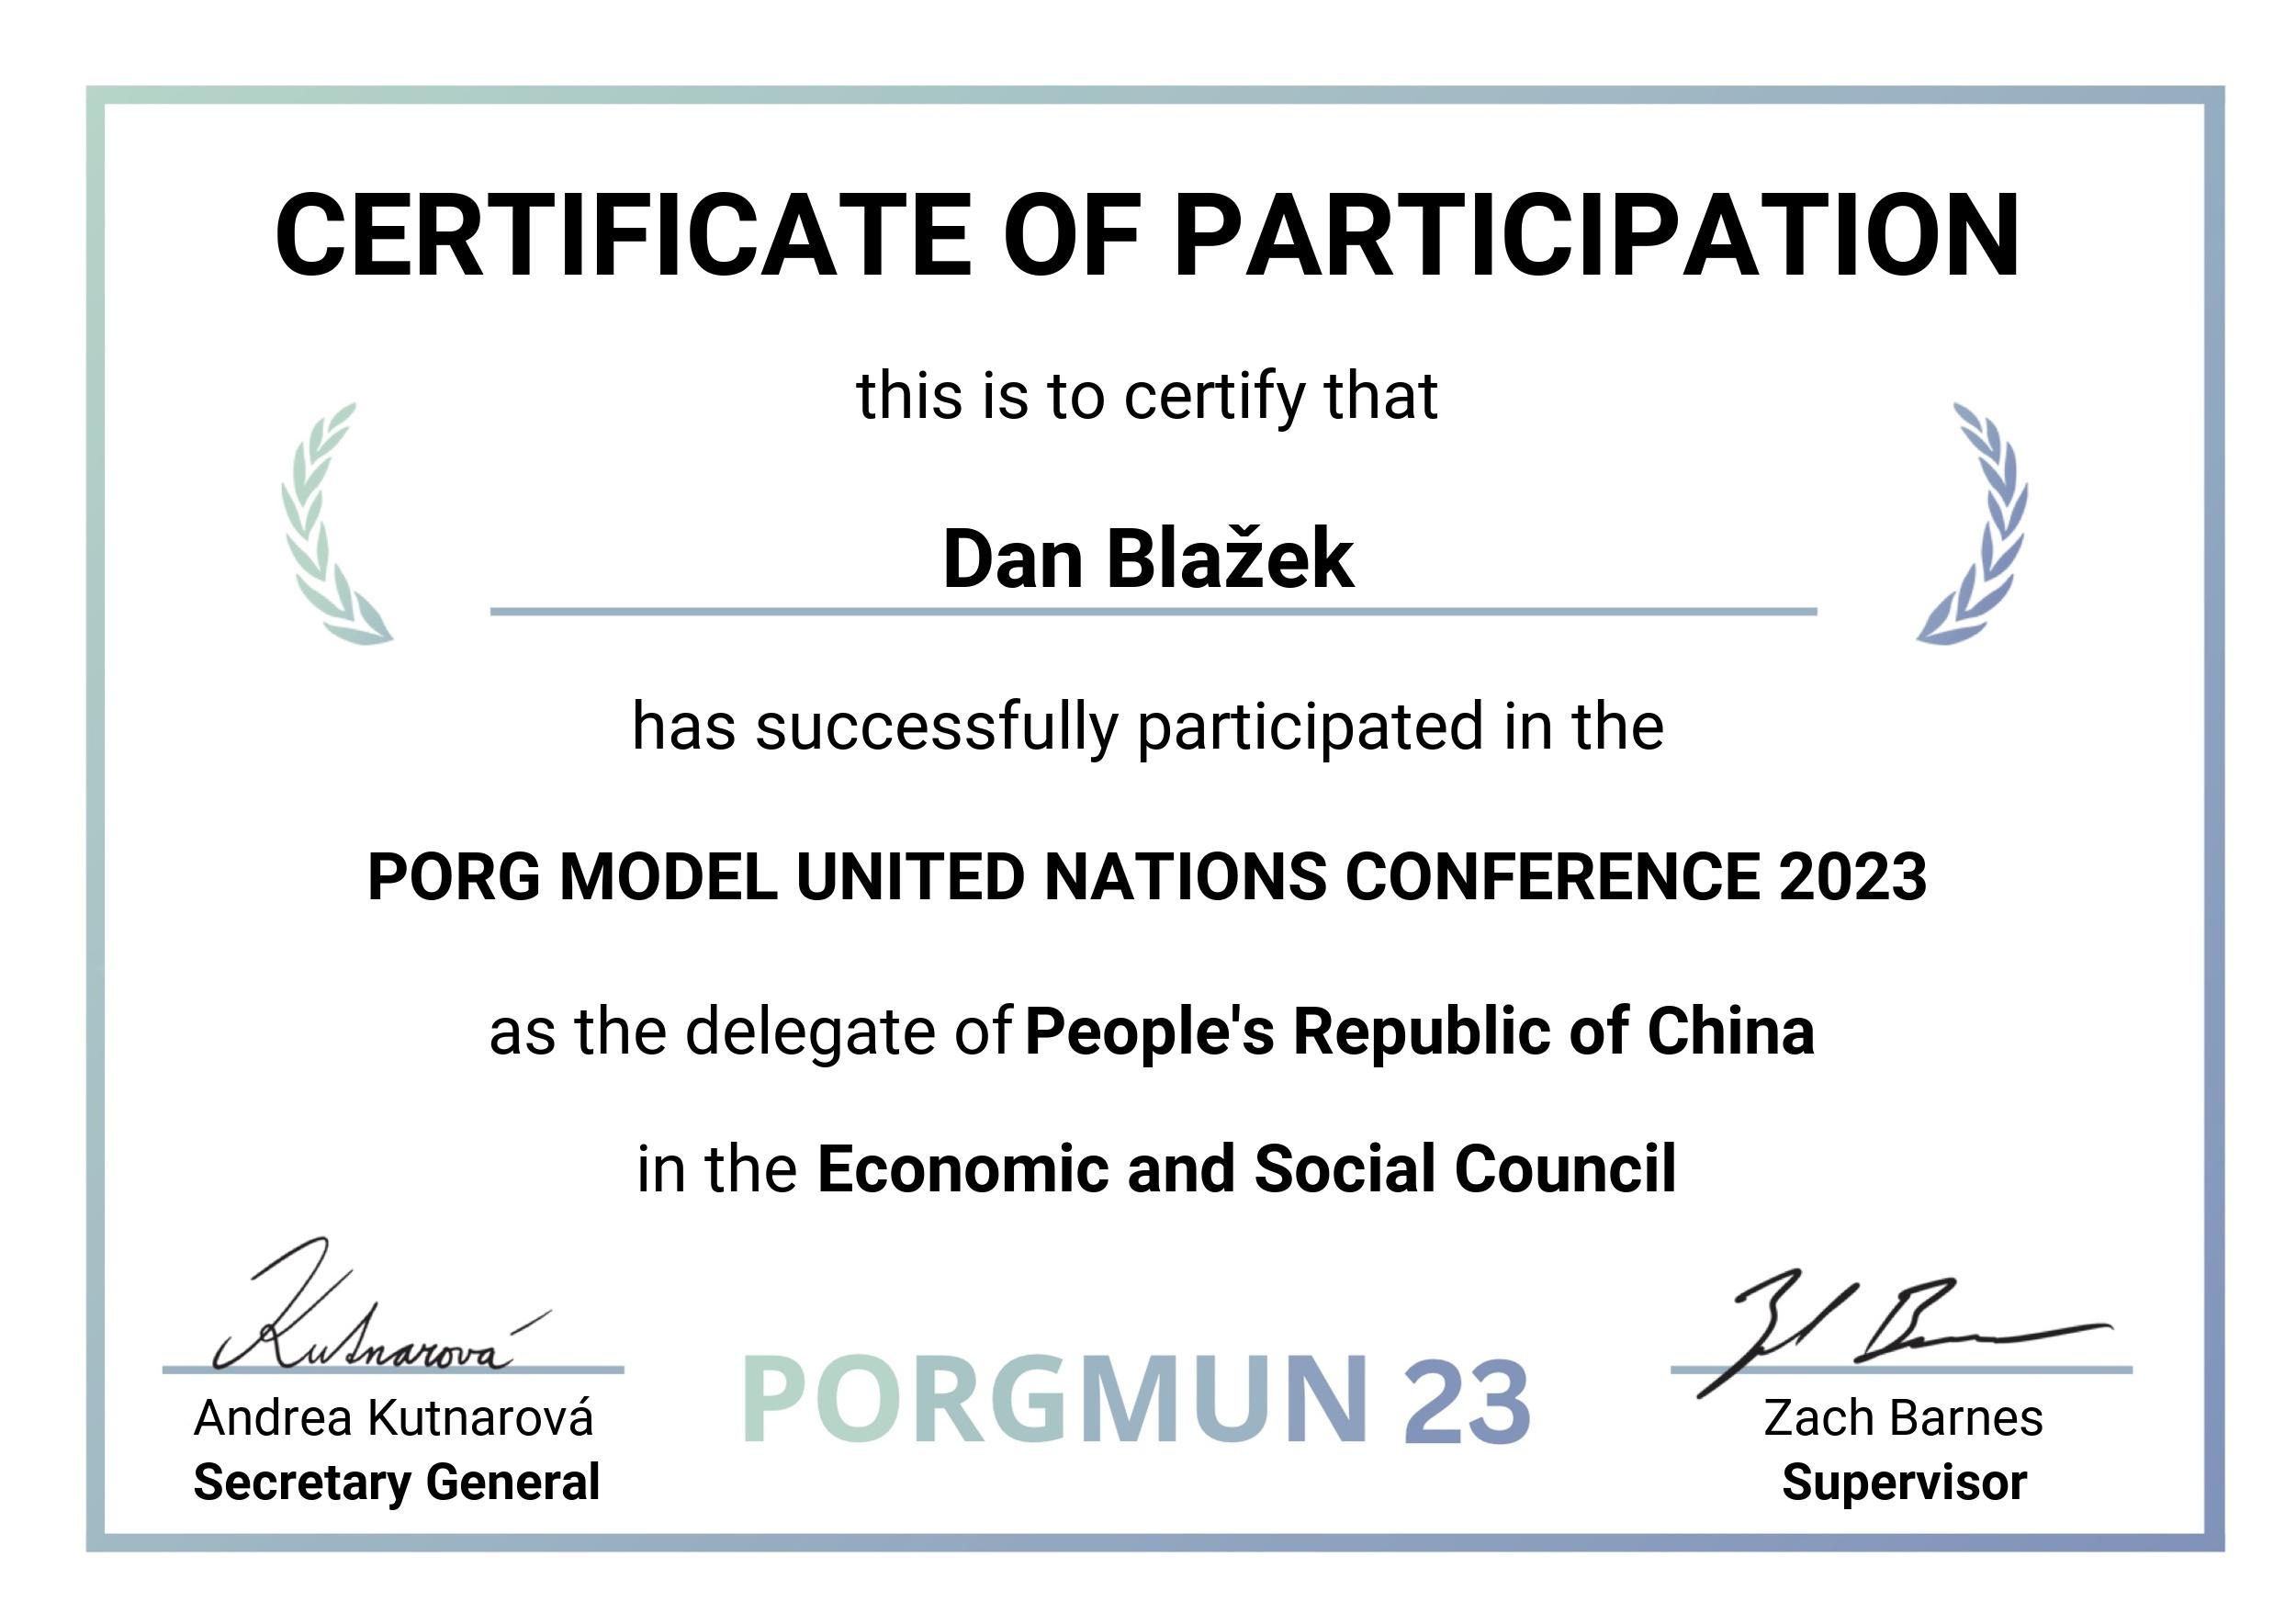 CERTIFICATE OF PARTICIPATION
this is to certify that
Dan Blažek
has successfully participated in the
PORG MODEL UNITED NATIONS CONFERENCE 2023
as the delegate of People's Republic of China
in the Economic and Social Council
Kutnarová
Andrea Kutnarová
Secretary General
PORGMUN 23
Zach Barnes
Supervisor